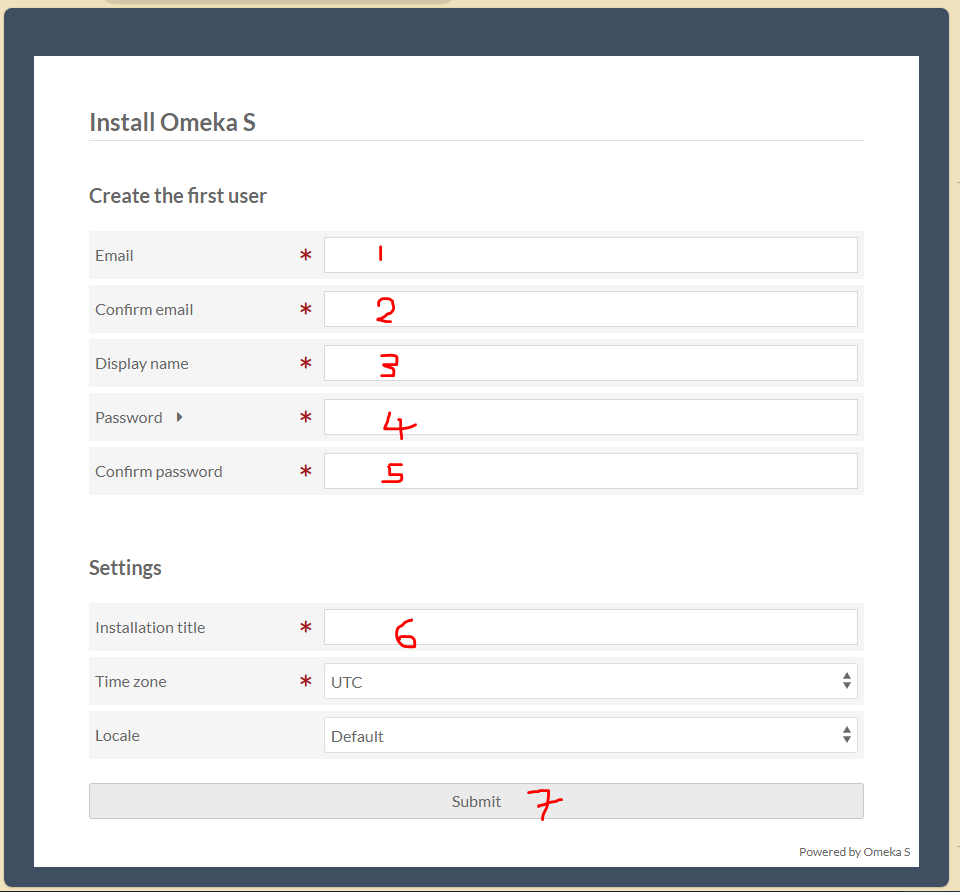 Install Omeka S
Create the first user
Email * 1
Confirm email * 2
Display name * 3
Password * 4
Confirm password * 5
Settings
Installation title * 6
Time zone * UTC
Locale Default
Submit 7
Powered by Omeka S